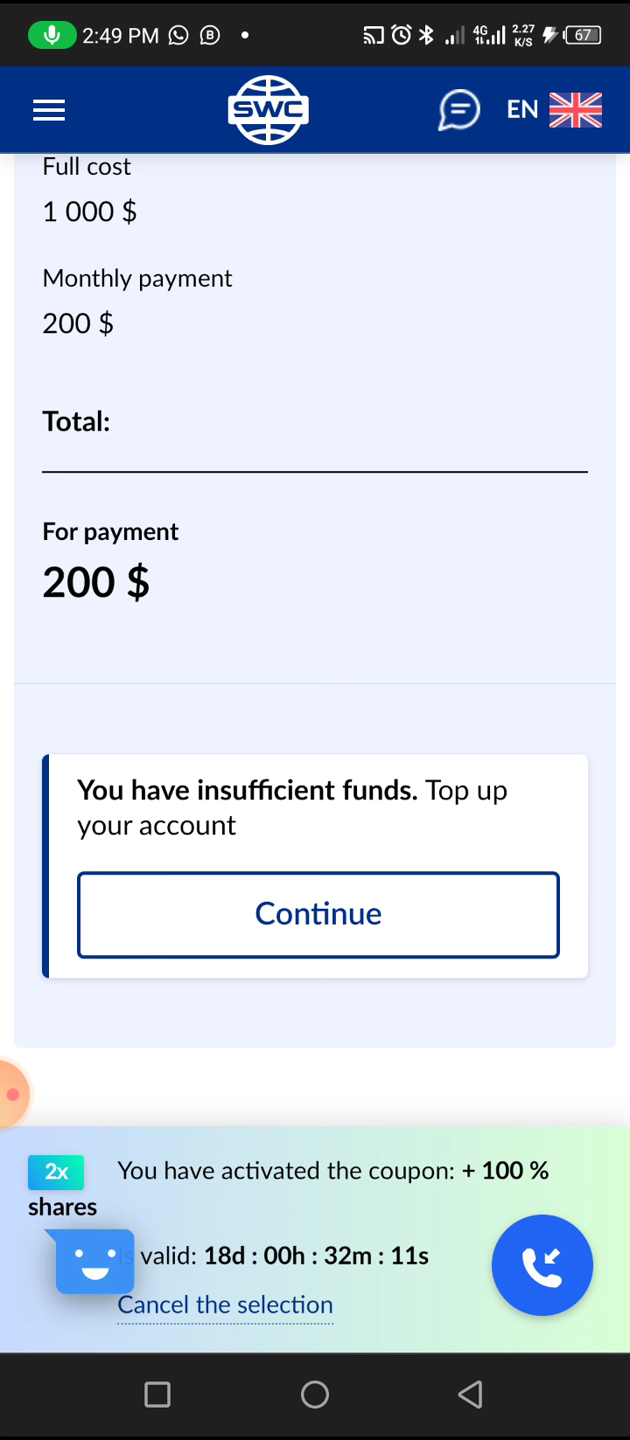 2:49 PM
4G 2.27 K/S 67
SWC
EN
Full cost
1 000 $
Monthly payment
200 $
Total:
For payment
200 $
You have insufficient funds. Top up
your account
Continue
2x
shares
You have activated the coupon: + 100 %
valid: 18d : 00h : 32m : 11s
Cancel the selection